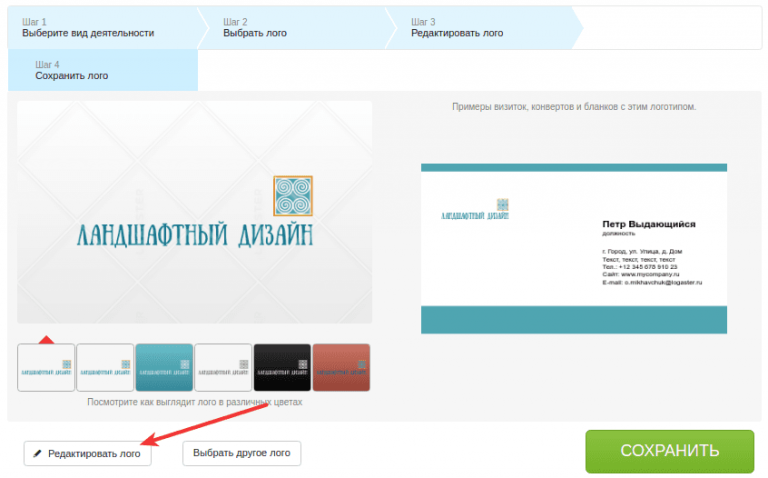 Шаг 1
Выберите вид деятельности
Шаг 2
Выбрать лого
Шаг 3
Редактировать лого
Шаг 4
Сохранить лого
Примеры визиток, конвертов и бланков с этим логотипом.
ЛАНДШАФТНЫЙ ДИЗАЙН
ЛАНДШАФТНЫЙ ДИЗАЙН
Петр Выдающийся
должность
г. Город, ул. Улица, д. Дом
Текст, текст, текст, текст
Тел.: +12 345 678 910 23
Сайт: www.mycompany.ru
E-mail: o.mikhavchuk@logaster.ru
ЛАНДШАФТНЫЙ ДИЗАЙН
ЛАНДШАФТНЫЙ ДИЗАЙН
ЛАНДШАФТНЫЙ ДИЗАЙН
ЛАНДШАФТНЫЙ ДИЗАЙН
ЛАНДШАФТНЫЙ ДИЗАЙН
ЛАНДШАФТНЫЙ ДИЗАЙН
Посмотрите как выглядит лого в различных цветах
Редактировать лого
Выбрать другое лого
СОХРАНИТЬ